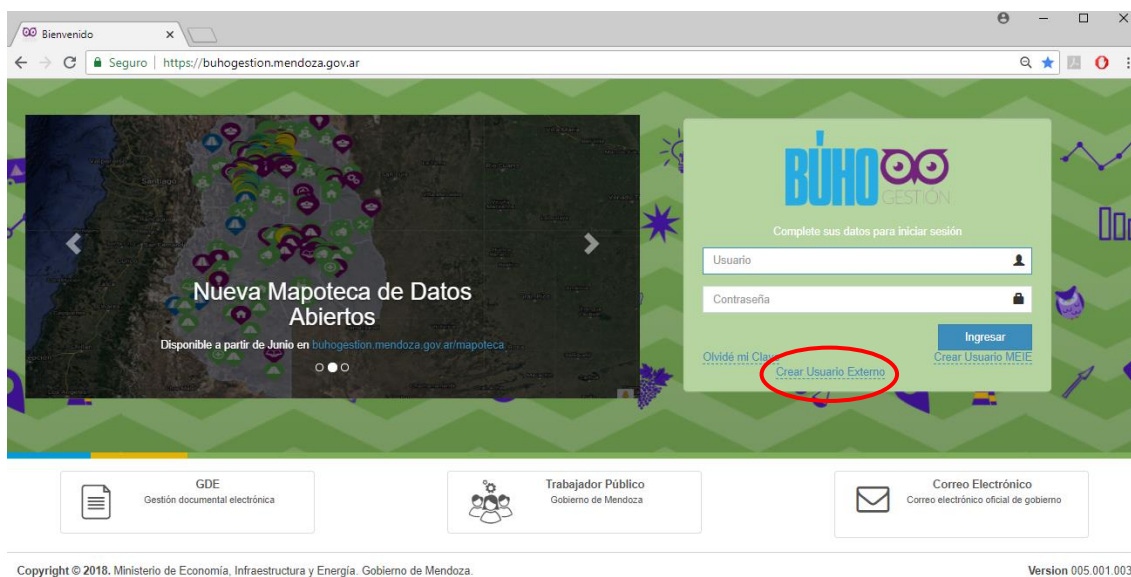 Bienvenido
Seguro | https://buhogestion.mendoza.gov.ar
BÚHO
GESTIÓN
Complete sus datos para iniciar sesión
Usuario
Contraseña
Ingresar
Olvidé mi Clave
Crear Usuario MEIE
Crear Usuario Externo
Nueva Mapoteca de Datos
Abiertos
Disponible a partir de Junio en buhogestion.mendoza.gov.ar/mapoteca
GDE
Gestión documental electrónica
Trabajador Público
Gobierno de Mendoza
Correo Electrónico
Correo electrónico oficial de gobierno
Copyright © 2018. Ministerio de Economía, Infraestructura y Energía. Gobierno de Mendoza.
Version 005.001.003